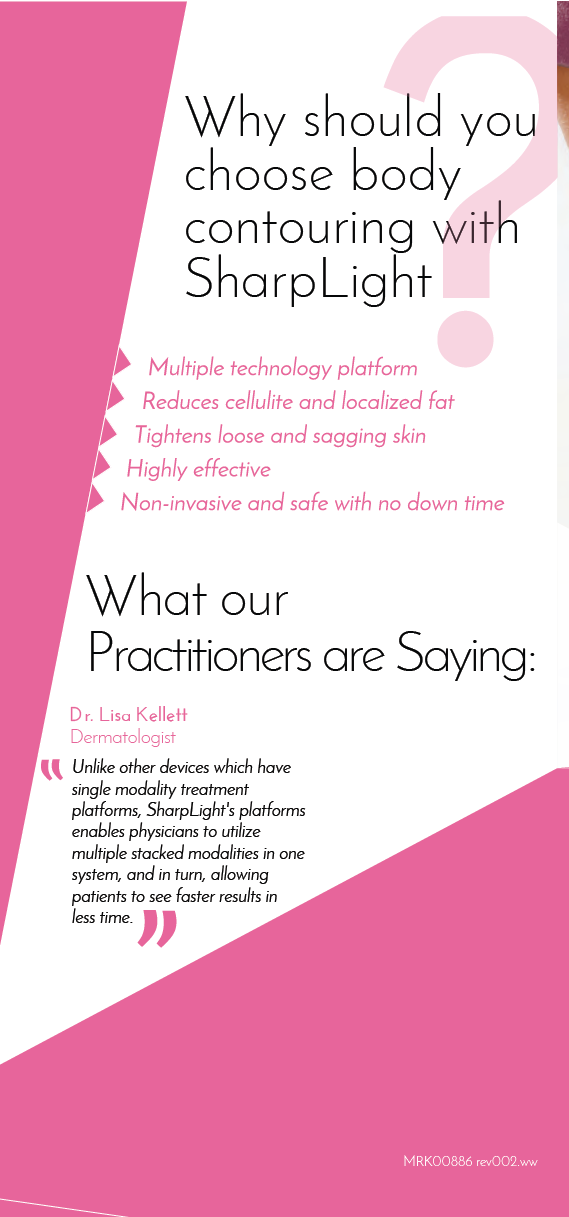 Why should you
choose body
contouring with
SharpLight
?
Multiple technology platform
Reduces cellulite and localized fat
Tightens loose and sagging skin
Highly effective
Non-invasive and safe with no down time
What our
Practitioners are Saying:
Dr. Lisa Kellett
Dermatologist
"Unlike other devices which have
single modality treatment
platforms, SharpLight's platforms
enables physicians to utilize
multiple stacked modalities in one
system, and in turn, allowing
patients to see faster results in
less time."
MRK00886 rev002.ww